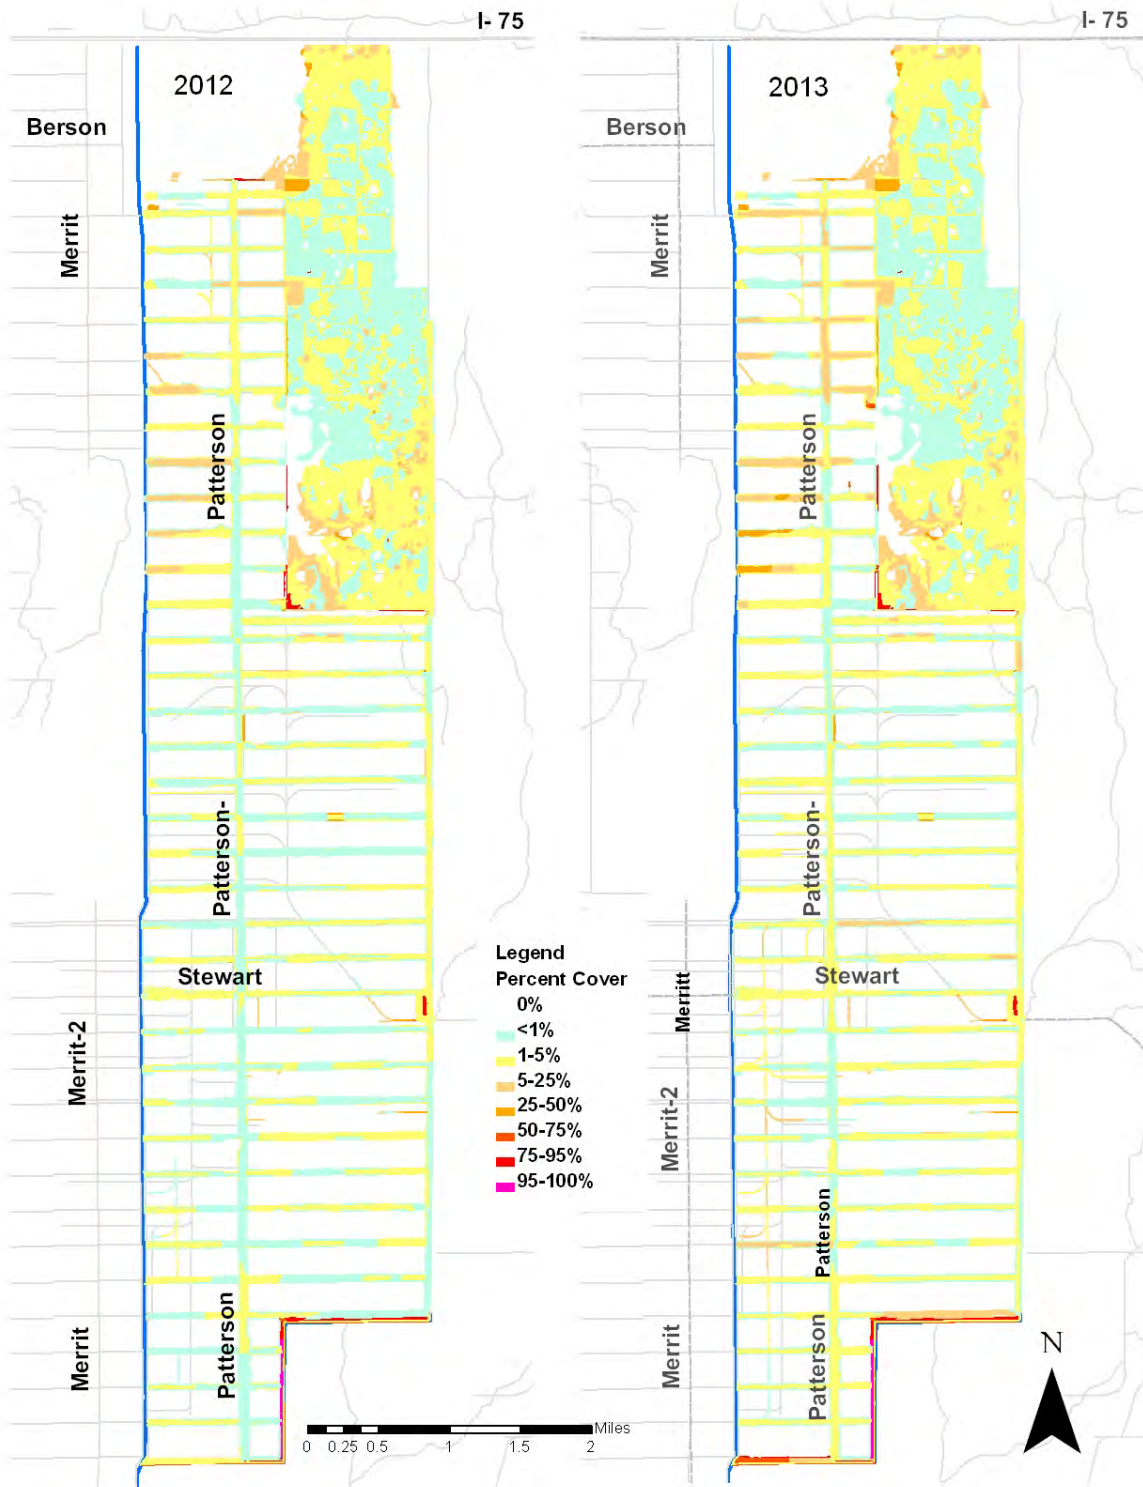 I- 75
2012
Berson
Merrit
Patterson
Patterson-
Stewart
Merrit-2
Patterson
Merrit
I- 75
2013
Berson
Merrit
Patterson
Patterson-
Stewart
Merritt
Merrit-2
Patterson
Patterson
Merrit
Legend
Percent Cover
0%
<1%
1-5%
5-25%
25-50%
50-75%
75-95%
95-100%
N
Miles
0 0.25 0.5 1 1.5 2